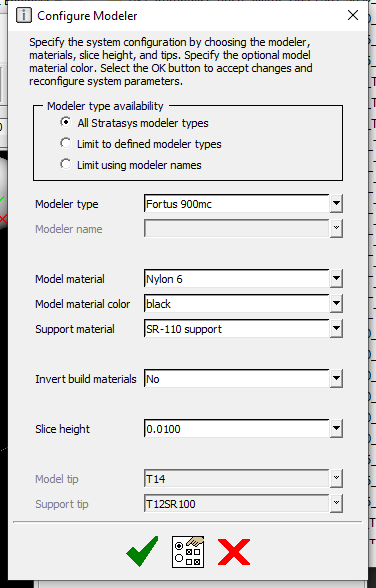 Configure Modeler
Specify the system configuration by choosing the modeler,
materials, slice height, and tips. Specify the optional model
material color. Select the OK button to accept changes and
reconfigure system parameters.
Modeler type availability
All Stratasys modeler types
Limit to defined modeler types
Limit using modeler names
Modeler type Fortus 900mc
Modeler name
Model material Nylon 6
Model material color black
Support material SR-110 support
Invert build materials No
Slice height 0.0100
Model tip T14
Support tip T12SR100